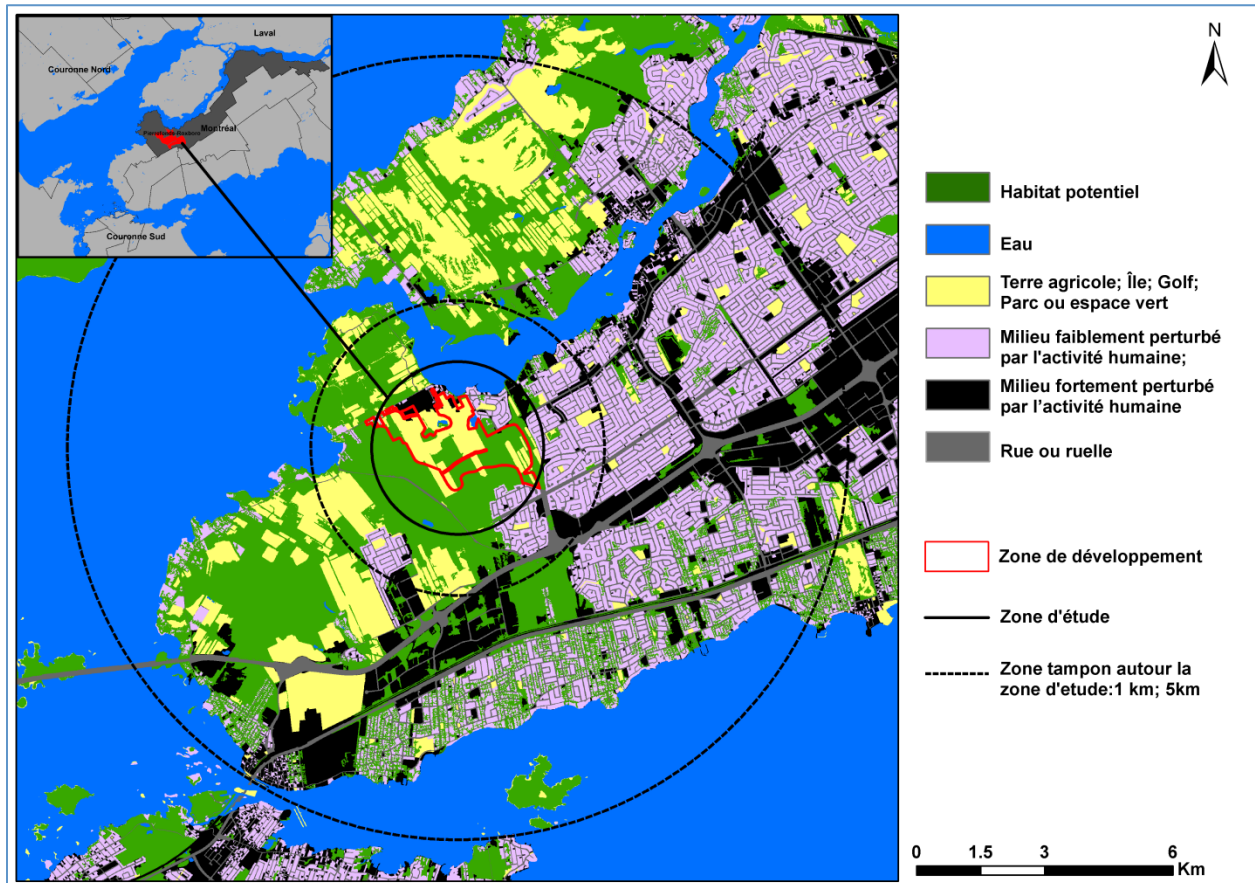 Laval
Couronne Nord
Pierrefonds-Roxboro
Montréal
Couronne Sud
N
Habitat potentiel
Eau
Terre agricole; Île; Golf;
Parc ou espace vert
Milieu faiblement perturbé
par l'activité humaine;
Milieu fortement perturbé
par l'activité humaine
Rue ou ruelle
Zone de développement
Zone d'étude
Zone tampon autour la
zone d'etude:1 km; 5km
0 1.5 3 6
Km